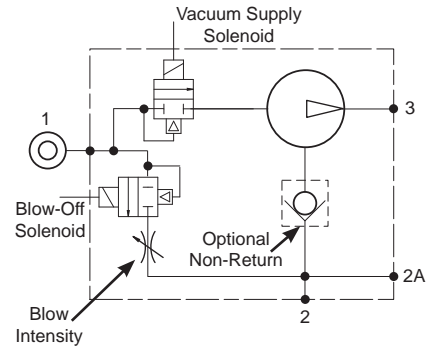 Vacuum Supply
Solenoid
1
3
Blow-Off
Solenoid
Optional
Non-Return
2A
Blow
Intensity
2